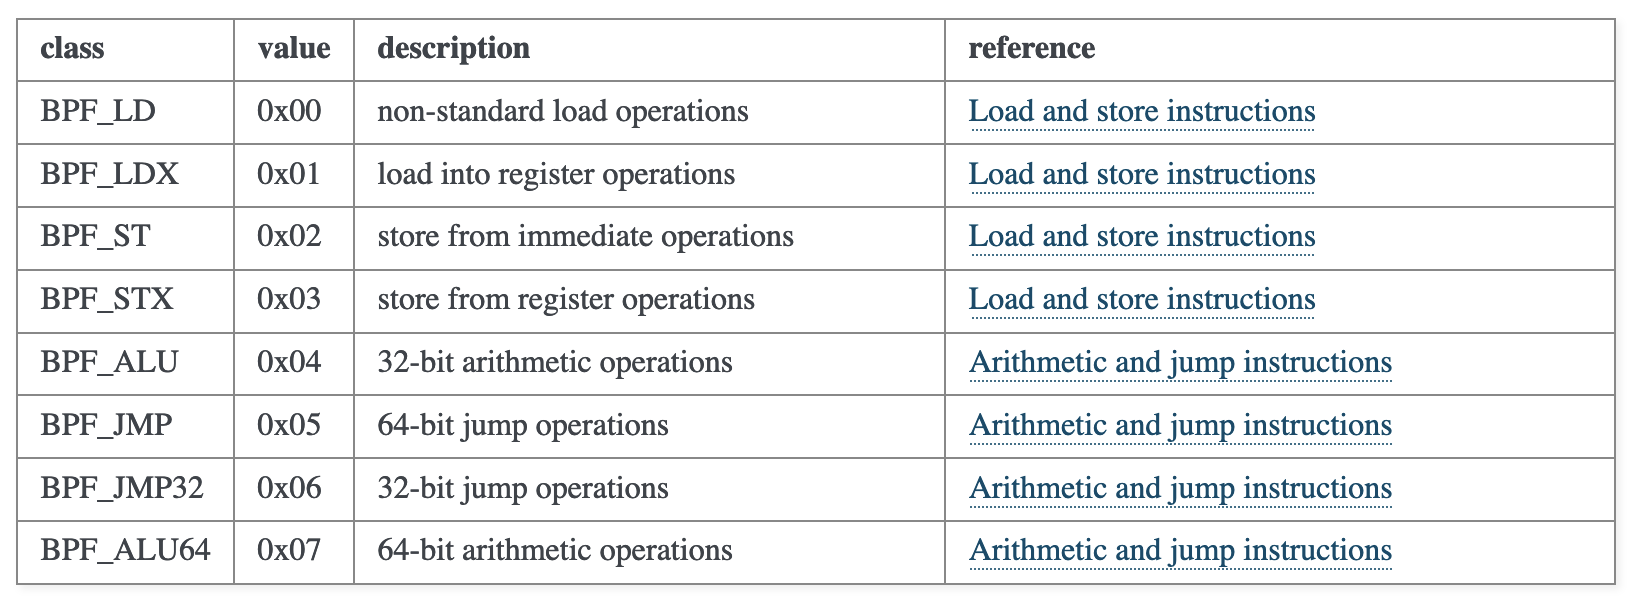 class value description reference
BPF_LD 0x00 non-standard load operations Load and store instructions
BPF_LDX 0x01 load into register operations Load and store instructions
BPF_ST 0x02 store from immediate operations Load and store instructions
BPF_STX 0x03 store from register operations Load and store instructions
BPF_ALU 0x04 32-bit arithmetic operations Arithmetic and jump instructions
BPF_JMP 0x05 64-bit jump operations Arithmetic and jump instructions
BPF_JMP32 0x06 32-bit jump operations Arithmetic and jump instructions
BPF_ALU64 0x07 64-bit arithmetic operations Arithmetic and jump instructions